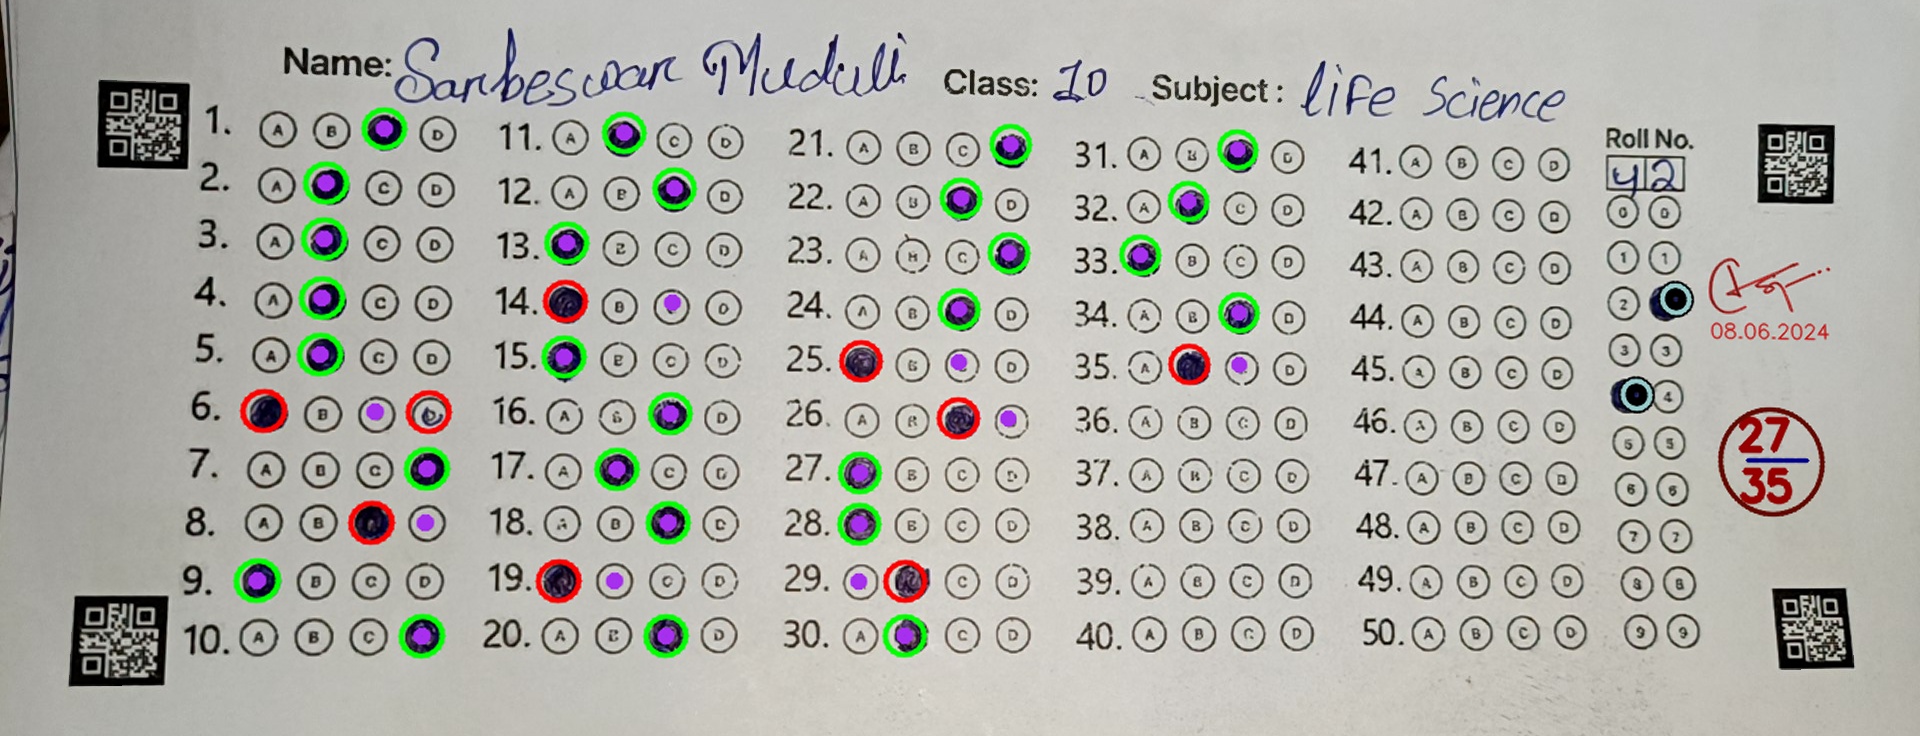 Name: Sarbeswar Muduli Class: 10 Subject: life Science
Roll No.
42
1. A B D 11. A C D 21. A B C 31. A B D 41. A B C D
2. A C D 12. A B D 22. A B D 32. A C D 42. A B C D
3. A C D 13. B C D 23. A B C 33. B C D 43. A B C D
4. A C D 14. B D 24. A B D 34. A B D 44. A B C D
5. A C D 15. B C D 25. B D 35. A D 45. A B C D
6. B D 16. A B D 26. A B 36. A B C D 46. A B C D
7. A B C 17. A C D 27. B C D 37. A B C D 47. A B C D
8. A B 18. A B D 28. B C D 38. A B C D 48. A B C D
9. B C D 19. C D 29. C D 39. A B C D 49. A B C D
10. A B C 20. A B D 30. A C D 40. A B C D 50. A B C D
0 0
1 1
2
3 3
4
5 5
6 6
7 7
8 8
9 9
08.06.2024
27
35